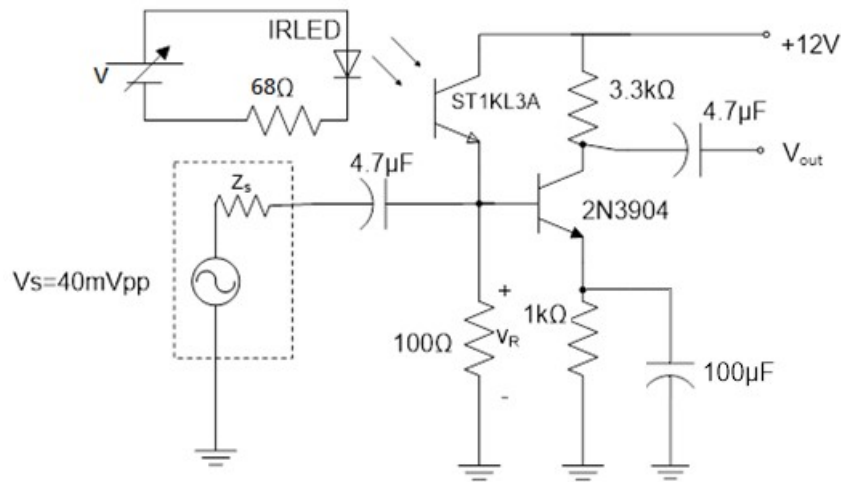 IRLED
+12V
V
68Ω
ST1KL3A
3.3kΩ
4.7µF
Vout
4.7µF
Zs
2N3904
Vs=40mVpp
+
100Ω
VR
-
1kΩ
100µF